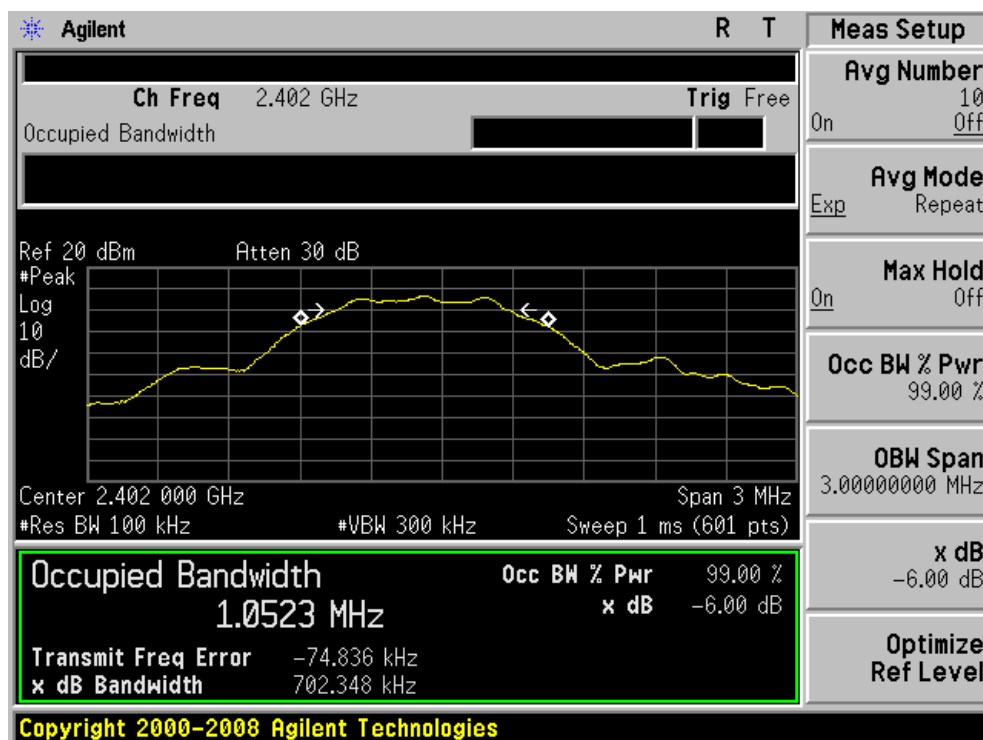 Agilent R T Meas Setup
Ch Freq 2.402 GHz Trig Free
Occupied Bandwidth
Avg Number
10
On Off
Avg Mode
Exp Repeat
Max Hold
On Off
Occ BW % Pwr
99.00 %
OBW Span
3.00000000 MHz
x dB
-6.00 dB
Optimize
Ref Level
Ref 20 dBm Atten 30 dB
#Peak
Log
10
dB/
Center 2.402 000 GHz Span 3 MHz
#Res BW 100 kHz #VBW 300 kHz Sweep 1 ms (601 pts)
Occupied Bandwidth Occ BW % Pwr 99.00 %
1.0523 MHz x dB -6.00 dB
Transmit Freq Error -74.836 kHz
x dB Bandwidth 702.348 kHz
Copyright 2000-2008 Agilent Technologies